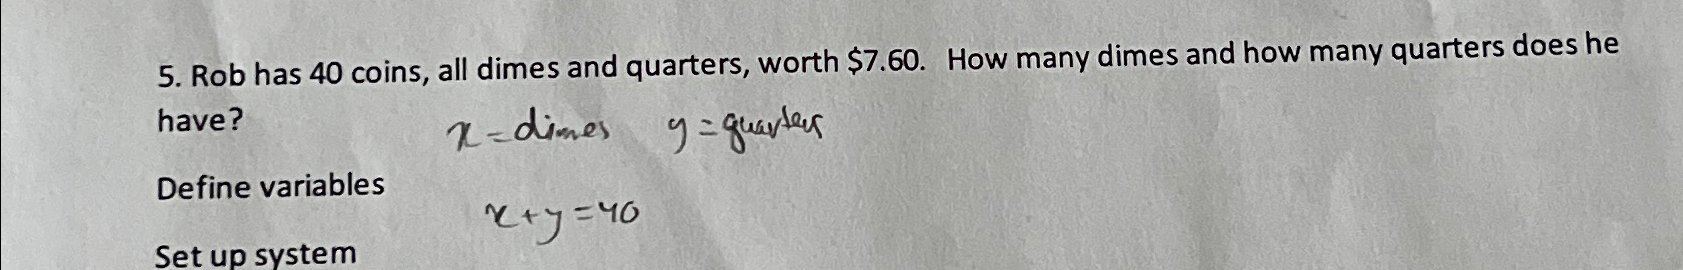 5. Rob has 40 coins, all dimes and quarters, worth $7.60. How many dimes and how many quarters does he
have?
x = dimes y = quarters
Define variables
x + y = 40
Set up system